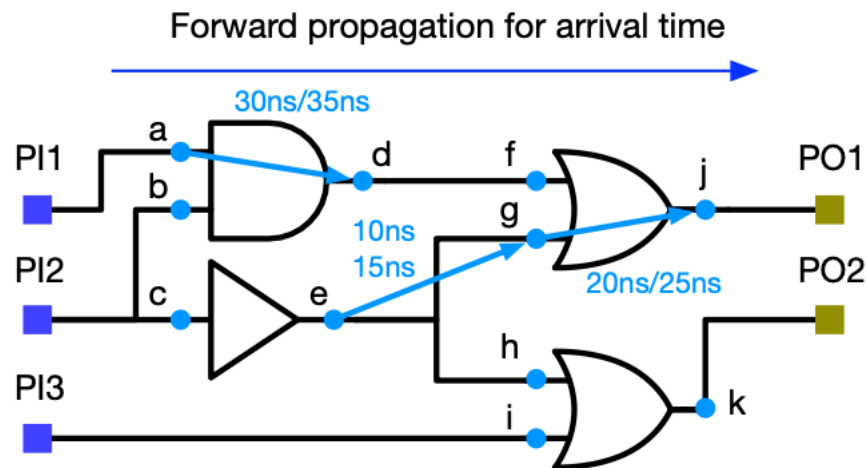 Forward propagation for arrival time
30ns/35ns
a
PI1
d
f
j
PO1
b
g
10ns
15ns
PI2
c
e
20ns/25ns
PO2
h
PI3
i
k